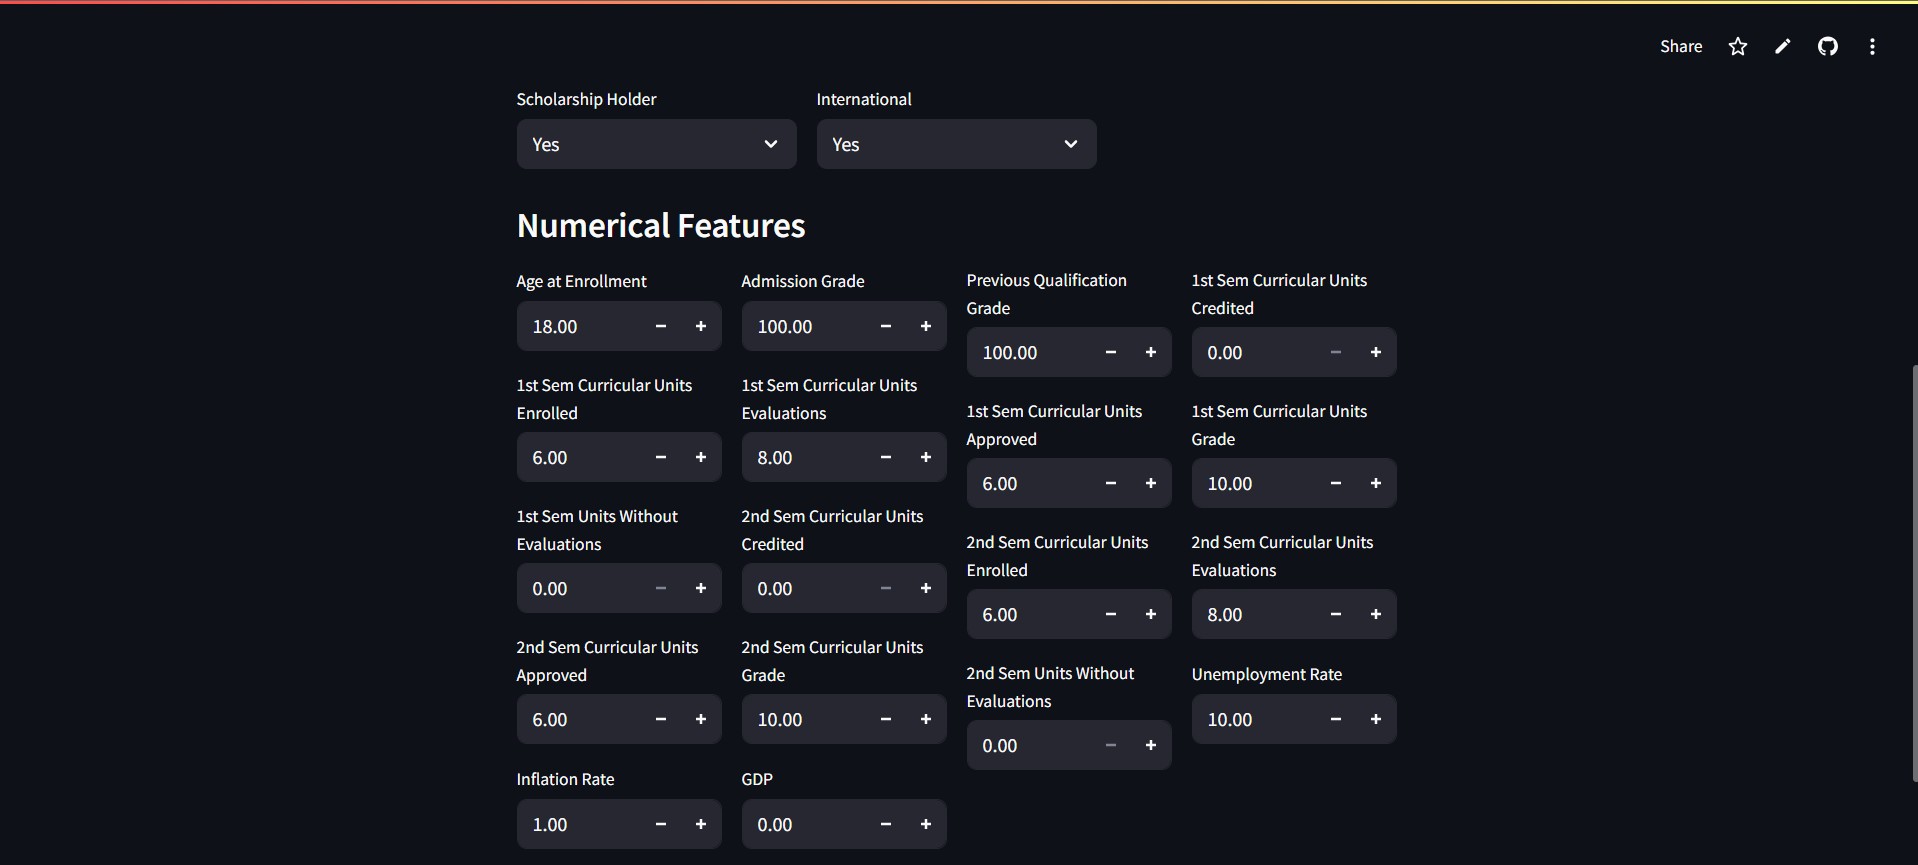 Share
Scholarship Holder
International
Yes
Yes
Numerical Features
Age at Enrollment
18.00
Admission Grade
100.00
Previous Qualification
Grade
100.00
1st Sem Curricular Units
Credited
0.00
1st Sem Curricular Units
Enrolled
6.00
1st Sem Curricular Units
Evaluations
8.00
1st Sem Curricular Units
Approved
6.00
1st Sem Curricular Units
Grade
10.00
1st Sem Units Without
Evaluations
0.00
2nd Sem Curricular Units
Credited
0.00
2nd Sem Curricular Units
Enrolled
6.00
2nd Sem Curricular Units
Evaluations
8.00
2nd Sem Curricular Units
Approved
6.00
2nd Sem Curricular Units
Grade
10.00
2nd Sem Units Without
Evaluations
0.00
Unemployment Rate
10.00
Inflation Rate
1.00
GDP
0.00